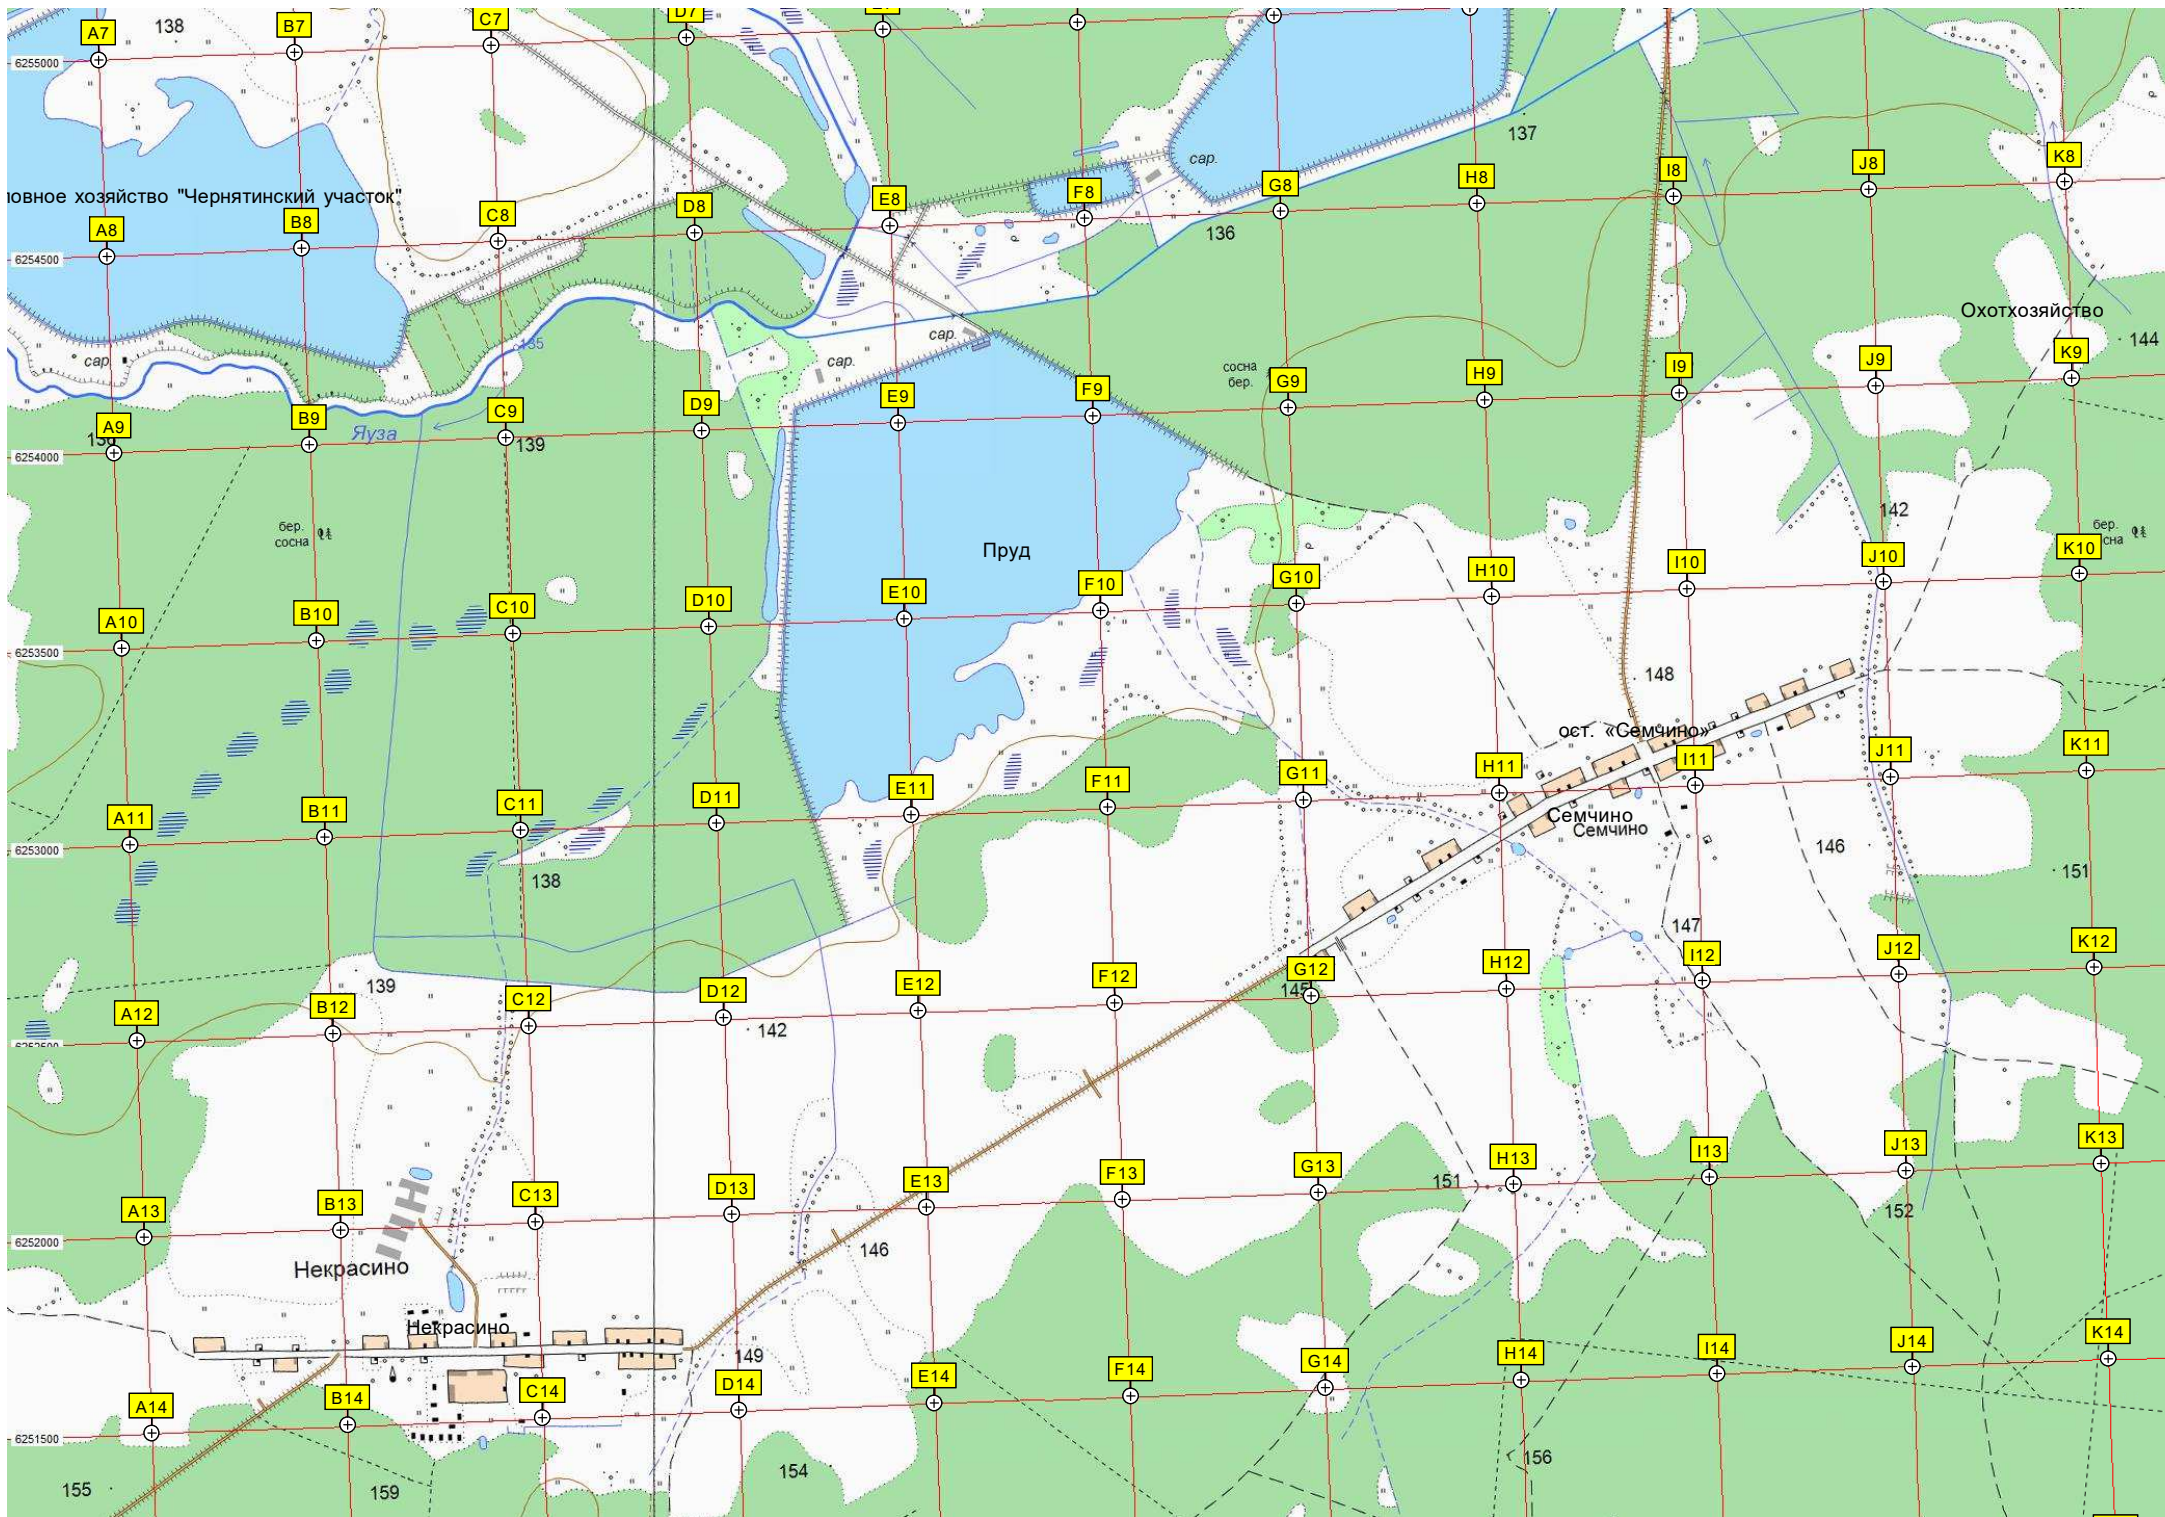 A7
138
B7
C7
D7
6255000
137
ловное хозяйство "Чернятинский участок"
сар.
A8
B8
C8
D8
E8
F8
G8
H8
I8
J8
K8
136
6254500
135
сар.
сар.
сар.
Охотхозяйство
144
сосна
бер.
A9
B9
C9
D9
E9
F9
G9
H9
I9
J9
K9
Яуза
139
6254000
142
бер.
сосна
Пруд
бер.
сна
A10
B10
C10
D10
E10
F10
G10
H10
I10
J10
K10
6253500
148
ост. «Семчино»
A11
B11
C11
D11
E11
F11
G11
H11
I11
J11
K11
Семчино
Семчино
146
6253000
138
151
147
139
A12
B12
C12
D12
E12
F12
G12
H12
I12
J12
K12
145
142
6252500
A13
B13
C13
D13
E13
F13
G13
H13
I13
J13
K13
151
152
6252000
146
Некрасино
Некрасино
149
A14
B14
C14
D14
E14
F14
G14
H14
I14
J14
K14
6251500
155
159
154
156